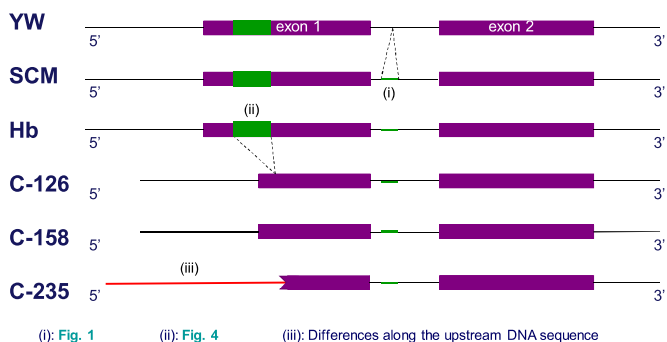 YW
exon 1
exon 2
5’
3’
SCM
(i)
5’
3’
(ii)
Hb
5’
3’
C-126
5’
3’
C-158
5’
3’
(iii)
C-235
5’
3’
(i): Fig. 1 (ii): Fig. 4 (iii): Differences along the upstream DNA sequence